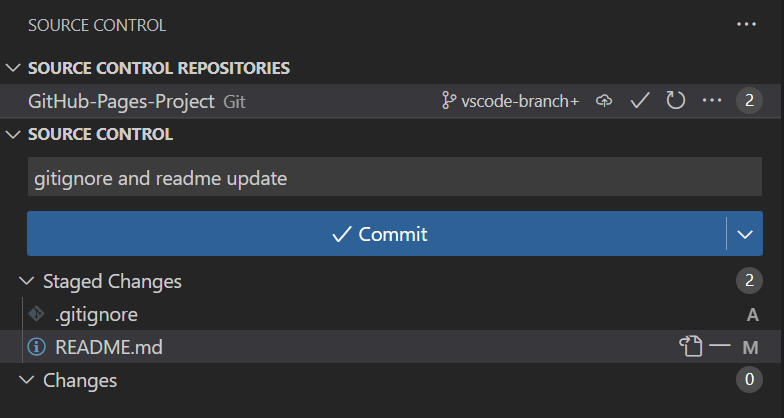 SOURCE CONTROL
SOURCE CONTROL REPOSITORIES
GitHub-Pages-Project Git vscode-branch+ 2
SOURCE CONTROL
gitignore and readme update
Commit
Staged Changes 2
.gitignore A
README.md M
Changes 0